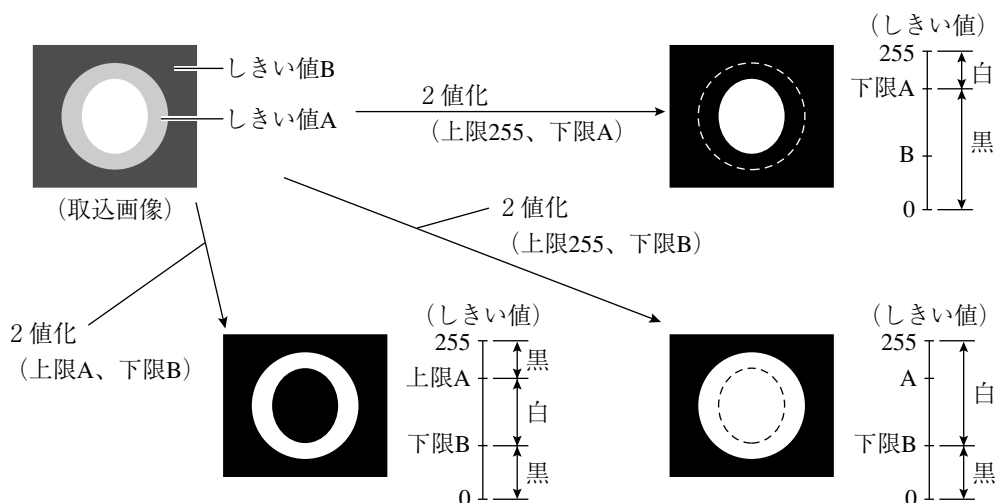 しきい値B
しきい値A
（取込画像）
2 値化
（上限255、下限A）
（しきい値）
255
下限A
B
0
白
黒
2 値化
（上限255、下限B）
2 値化
（上限A、下限B）
（しきい値）
255
上限A
下限B
0
黒
白
黒
（しきい値）
255
A
下限B
0
白
黒